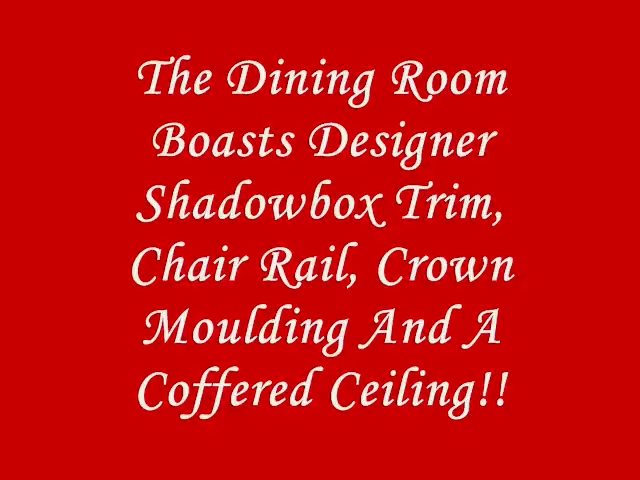 The Dining Room
Boasts Designer
Shadowbox Trim,
Chair Rail, Crown
Moulding And A
Coffered Ceiling!!